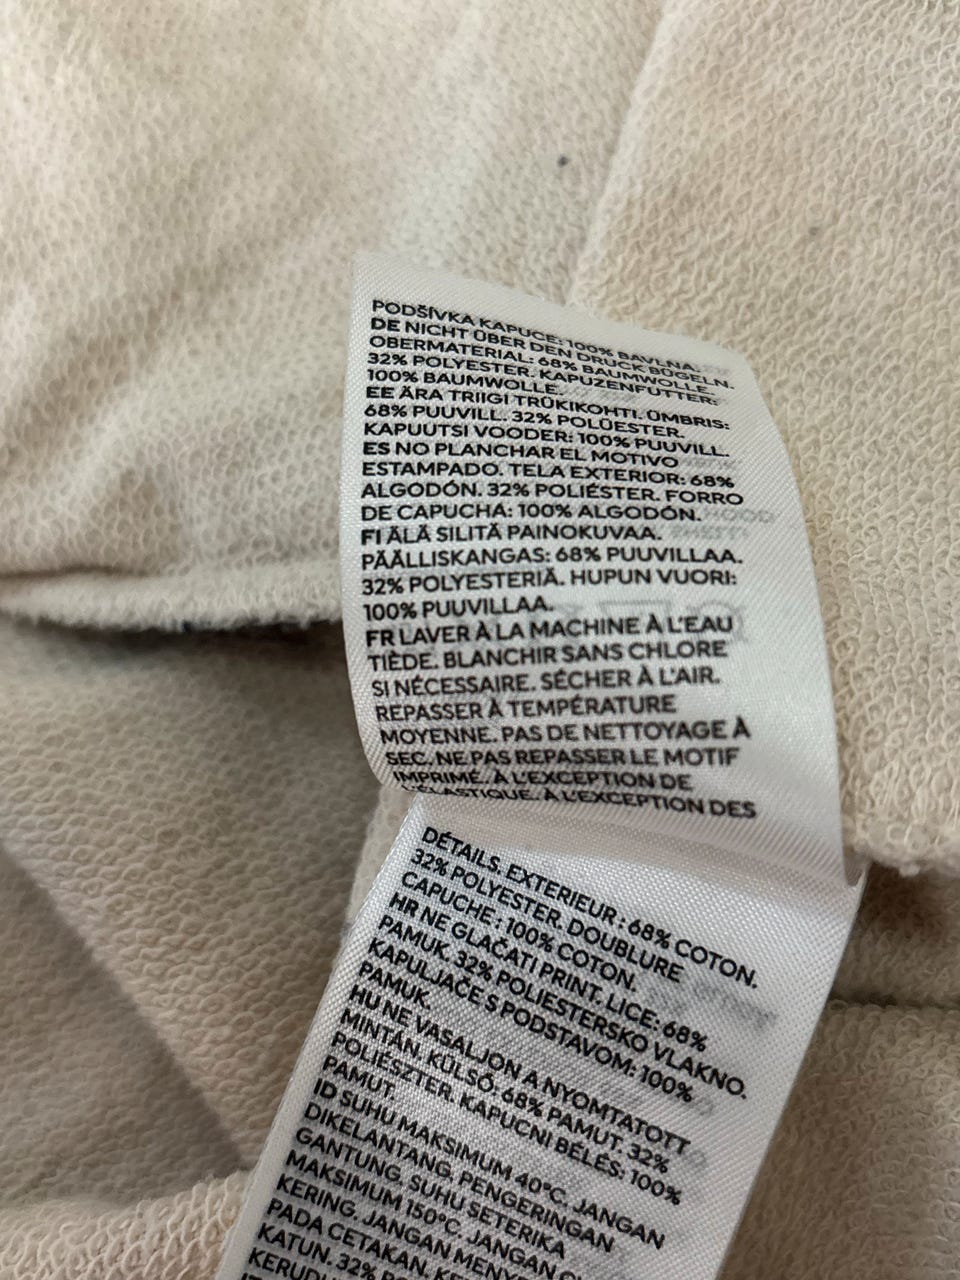 PODŠÍVKA KAPUCE: 100% BAVLNA.
DE NICHT ÜBER DEN DRUCK BÜGELN.
OBERMATERIAL: 68% BAUMWOLLE.
32% POLYESTER. KAPUZENFUTTER:
100% BAUMWOLLE.
EE ÄRA TRIIGI TRÜKIKOHTI. ÜMBRIS:
68% PUUVILL. 32% POLÜESTER.
KAPUUTSI VOODER: 100% PUUVILL.
ES NO PLANCHAR EL MOTIVO
ESTAMPADO. TELA EXTERIOR: 68%
ALGODÓN. 32% POLIÉSTER. FORRO
DE CAPUCHA: 100% ALGODÓN.
FI ÄLÄ SILITÄ PAINOKUVAA.
PÄÄLLISKANGAS: 68% PUUVILLAA.
32% POLYESTERIÄ. HUPUN VUORI:
100% PUUVILLAA.
FR LAVER À LA MACHINE À L'EAU
TIÈDE. BLANCHIR SANS CHLORE
SI NÉCESSAIRE. SÉCHER À L'AIR.
REPASSER À TEMPÉRATURE
MOYENNE. PAS DE NETTOYAGE À
SEC. NE PAS REPASSER LE MOTIF
IMPRIMÉ. À L'EXCEPTION DE
L'ÉLASTIQUE. À L'EXCEPTION DES
DÉTAILS. EXTERIEUR : 68% COTON.
32% POLYESTER. DOUBLURE
CAPUCHE : 100% COTON.
HR NE GLAČATI PRINT. LICE: 68%
PAMUK. 32% POLIESTERSKO VLAKNO.
KAPULJAČE S PODSTAVOM: 100%
PAMUK.
HU NE VASALJON A NYOMTATOTT
MINTÁN. KÜLSŐ: 68% PAMUT. 32%
POLIÉSZTER. KAPUCNI BÉLÉS: 100%
PAMUT.
ID SUHU MAKSIMUM 40°C. JANGAN
DIKELANTANG. PENGERINGAN
GANTUNG. SUHU SETERIKA
MAKSIMUM 150°C. JANGAN
KERING. JANGAN
PADA CETAKAN.
KATUN. 32%